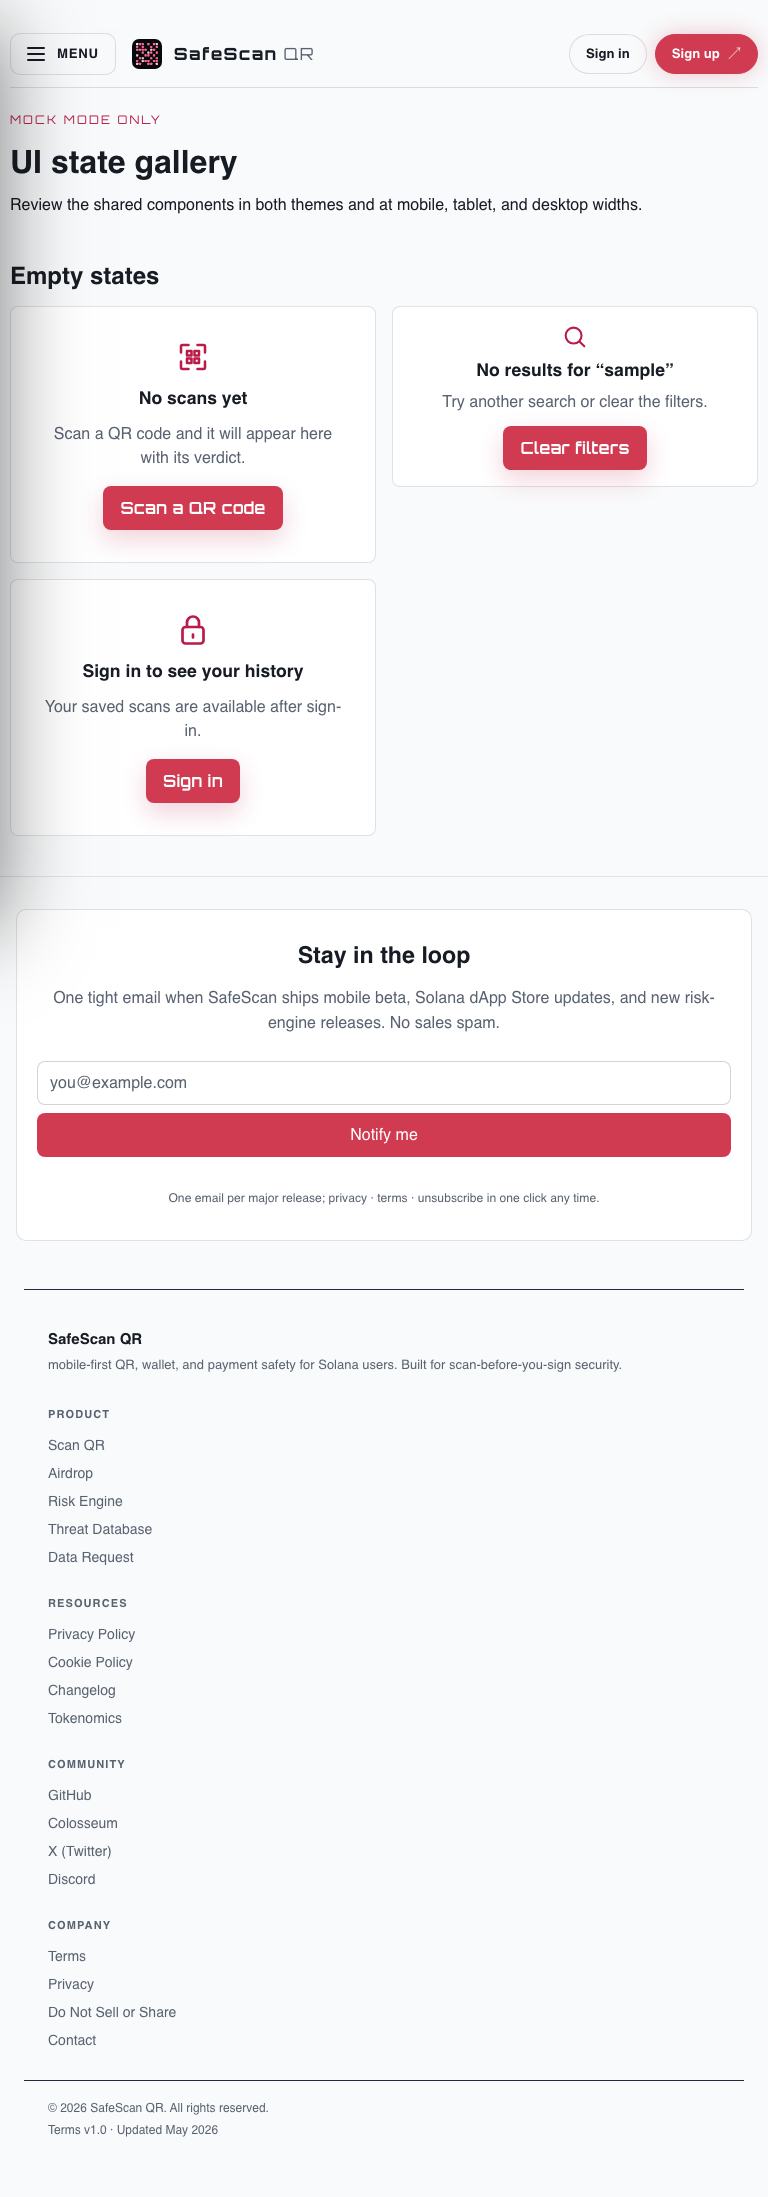 MENU
SafeScan QR
Sign in
Sign up ↗
MOCK MODE ONLY
UI state gallery
Review the shared components in both themes and at mobile, tablet, and desktop widths.
Empty states
No scans yet
Scan a QR code and it will appear here
with its verdict.
Scan a QR code
No results for “sample”
Try another search or clear the filters.
Clear filters
Sign in to see your history
Your saved scans are available after sign-
in.
Sign in
Stay in the loop
One tight email when SafeScan ships mobile beta, Solana dApp Store updates, and new risk-
engine releases. No sales spam.
you@example.com
Notify me
One email per major release; privacy · terms · unsubscribe in one click any time.
SafeScan QR
mobile-first QR, wallet, and payment safety for Solana users. Built for scan-before-you-sign security.
PRODUCT
Scan QR
Airdrop
Risk Engine
Threat Database
Data Request
RESOURCES
Privacy Policy
Cookie Policy
Changelog
Tokenomics
COMMUNITY
GitHub
Colosseum
X (Twitter)
Discord
COMPANY
Terms
Privacy
Do Not Sell or Share
Contact
© 2026 SafeScan QR. All rights reserved.
Terms v1.0 · Updated May 2026